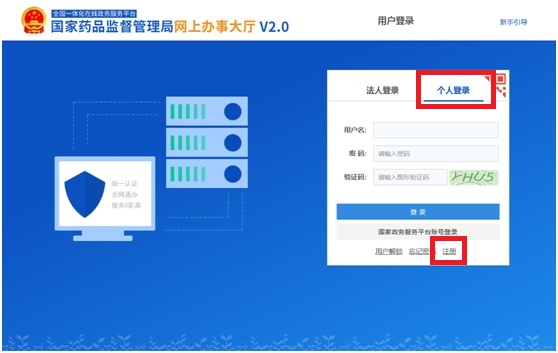 全国一体化在线政务服务平台
国家药品监督管理局网上办事大厅 V2.0
用户登录
新手引导
法人登录
个人登录
用户名:
密 码:
请输入密码
验证码:
请输入图形验证码
YHU5
统一认证
全网通办
服务0距离
登 录
国家政务服务平台账号登录
用户解锁 忘记密 注册